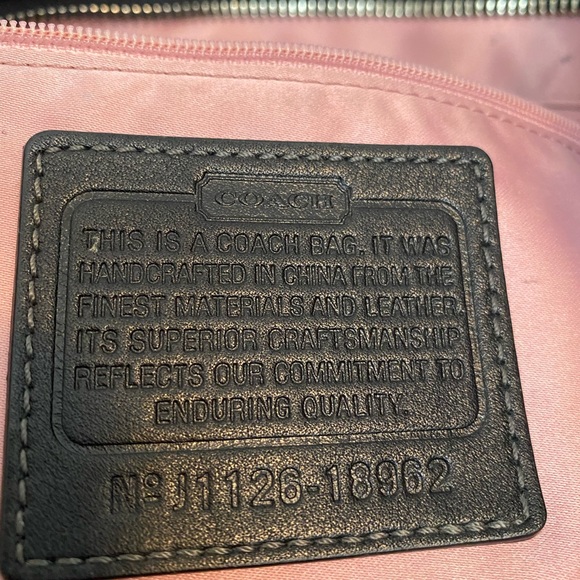 COACH
THIS IS A COACH BAG. IT WAS
HANDCRAFTED IN CHINA FROM THE
FINEST MATERIALS AND LEATHER.
ITS SUPERIOR CRAFTSMANSHIP
REFLECTS OUR COMMITMENT TO
ENDURING QUALITY.
Nº J1126-18962